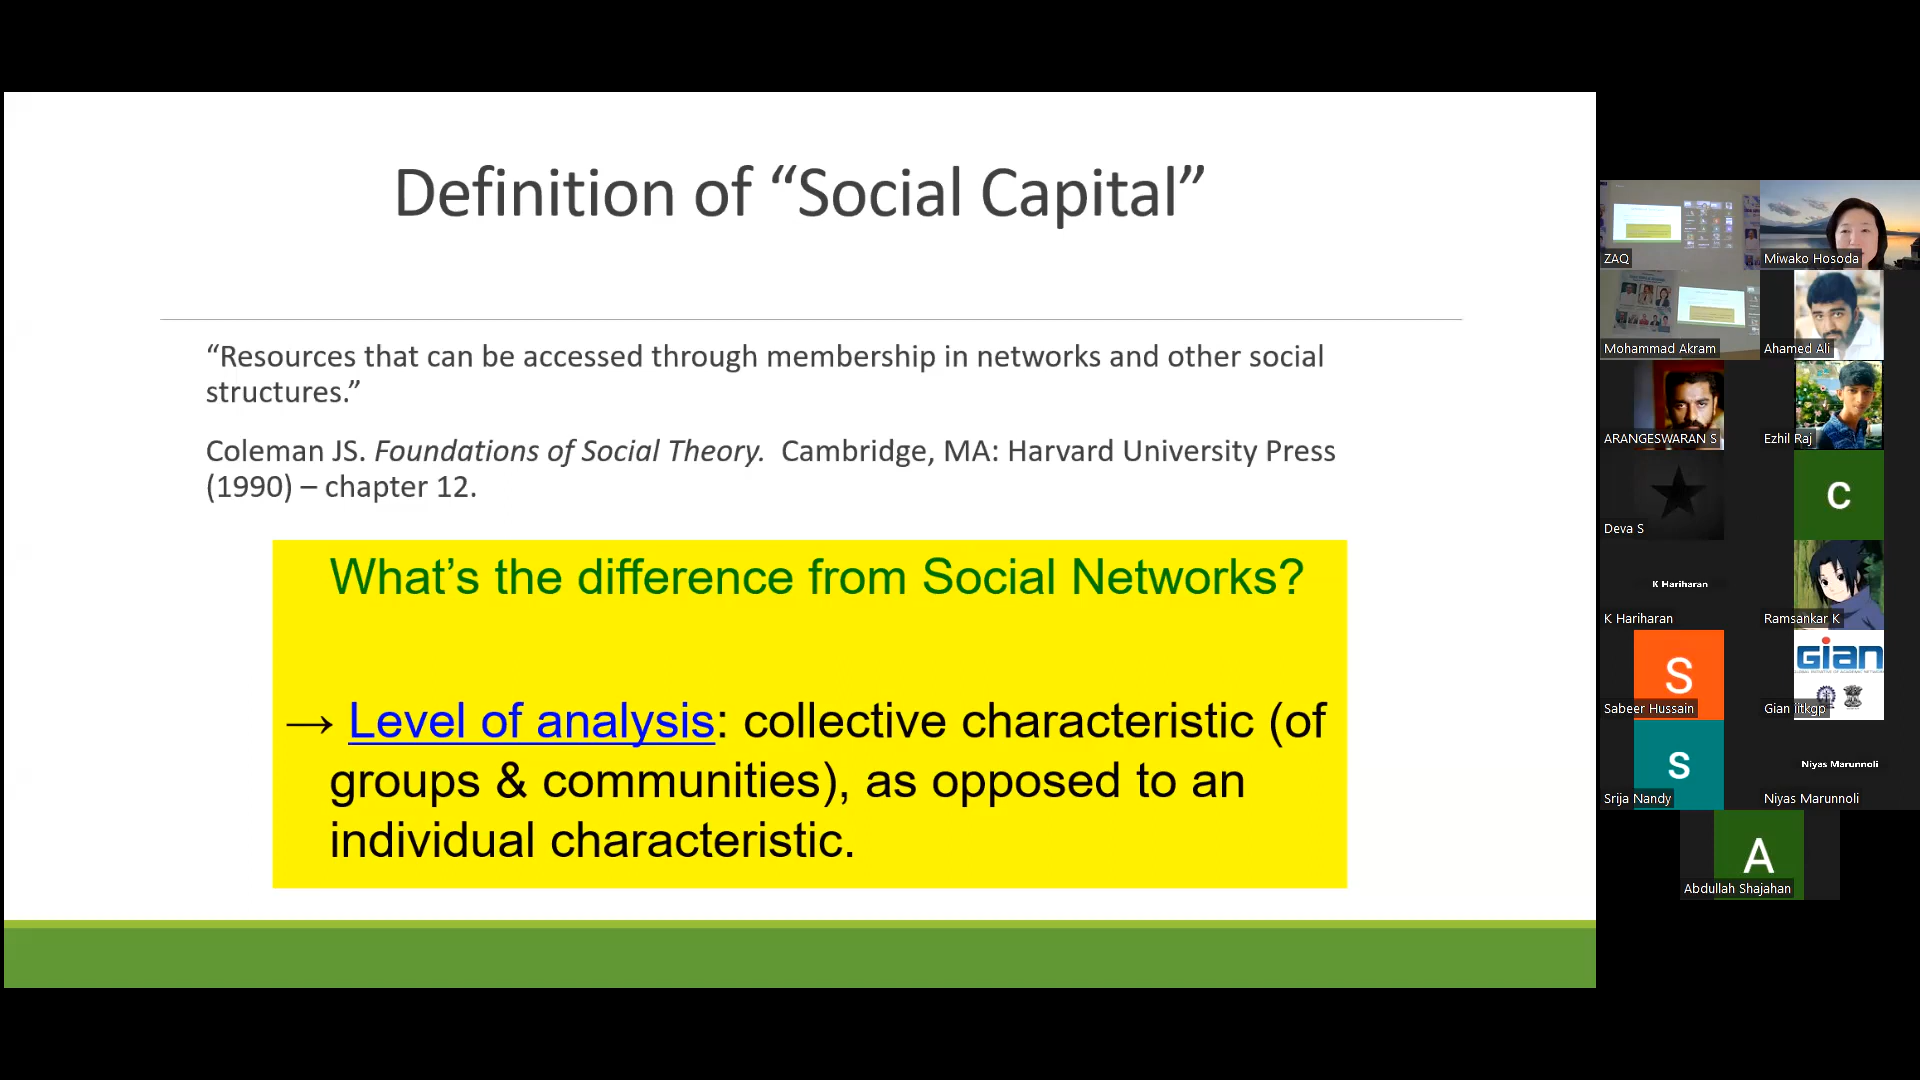 Definition of “Social Capital”
“Resources that can be accessed through membership in networks and other social
structures.”
Coleman JS. Foundations of Social Theory.  Cambridge, MA: Harvard University Press
(1990) – chapter 12.
What’s the difference from Social Networks?
→ Level of analysis: collective characteristic (of
groups & communities), as opposed to an
individual characteristic.
ZAQ
Miwako Hosoda
Mohammad Akram
Ahamed Ali
ARANGESWARAN S
Ezhil Raj
Deva S
C
K Hariharan
K Hariharan
Ramsankar K
S
Sabeer Hussain
Gian
Gian iitkgp
S
Srija Nandy
Niyas Marunnoli
Niyas Marunnoli
A
Abdullah Shajahan